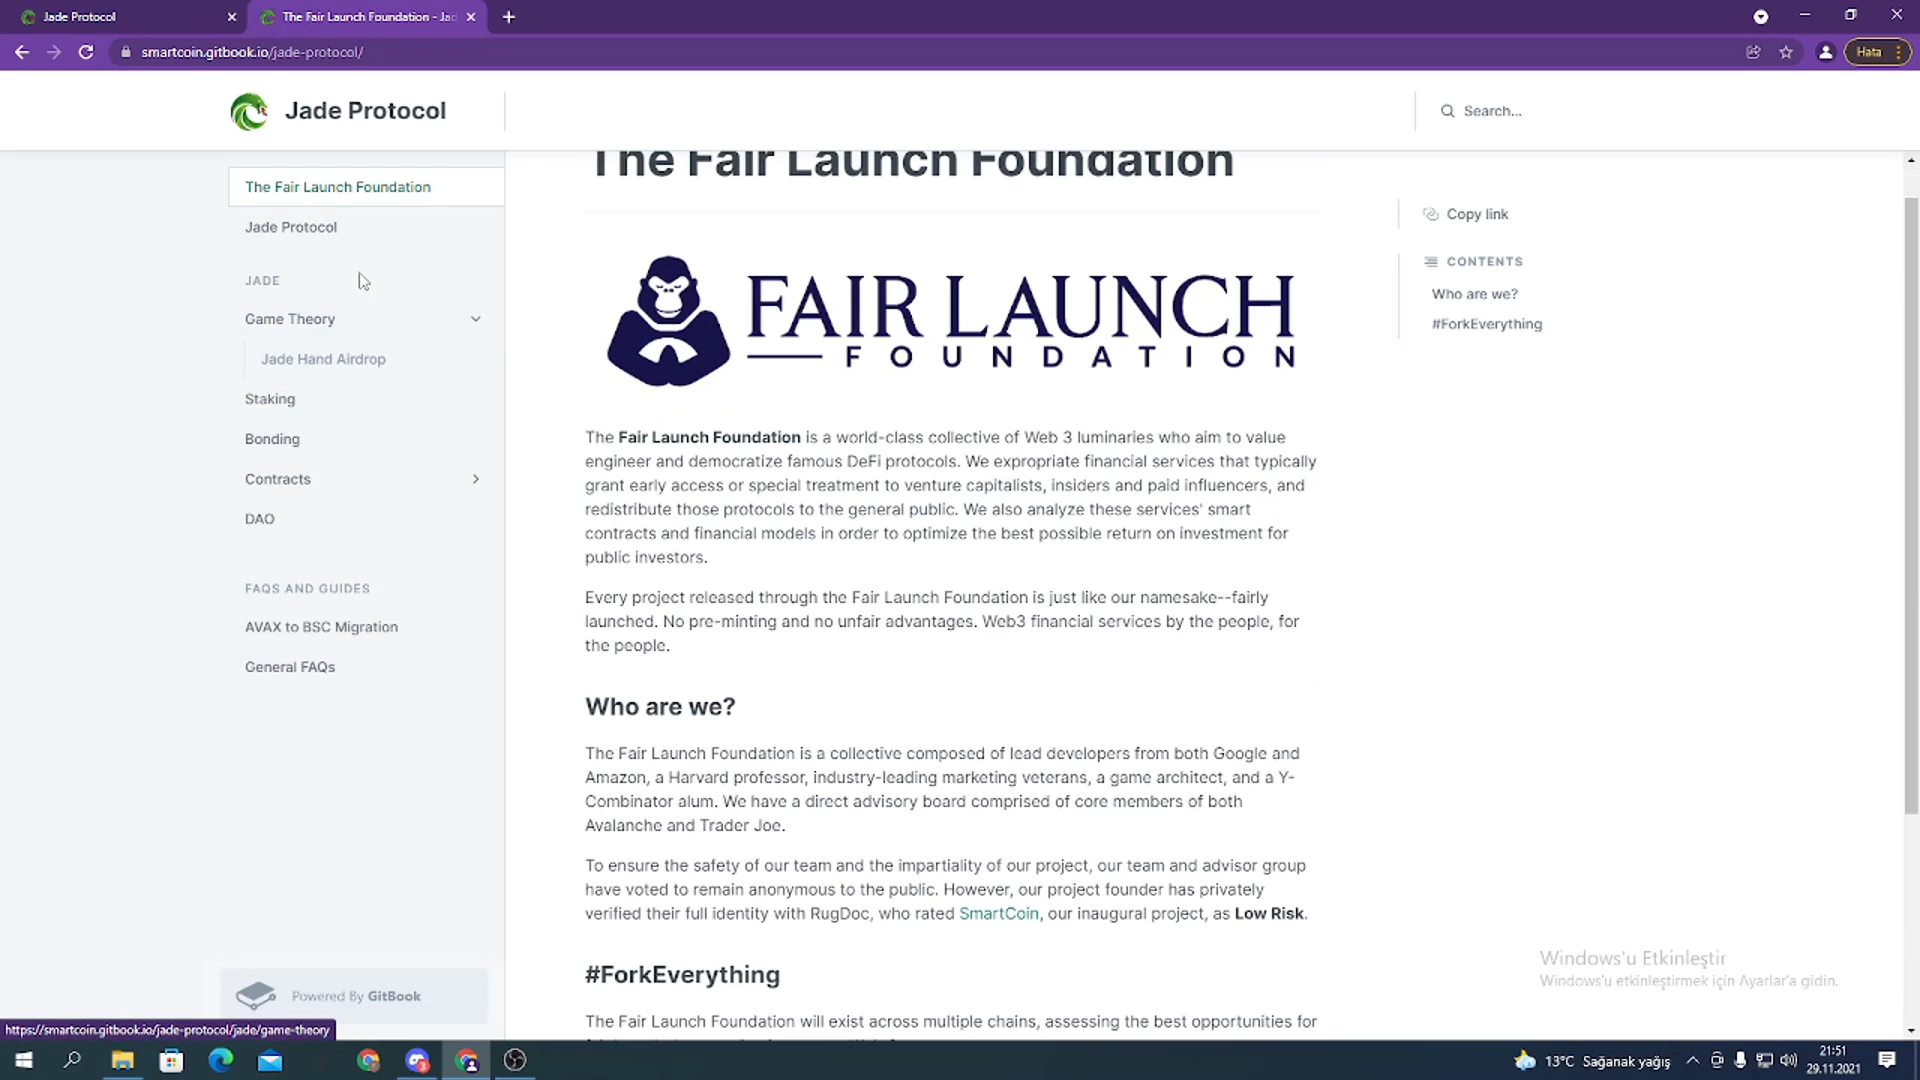 Jade Protocol
The Fair Launch Foundation - Jad
smartcoin.gitbook.io/jade-protocol/
Hata
Jade Protocol
Search...
The Fair Launch Foundation
Jade Protocol
JADE
Game Theory
Jade Hand Airdrop
Staking
Bonding
Contracts
DAO
FAQS AND GUIDES
AVAX to BSC Migration
General FAQs
Powered By GitBook
The Fair Launch Foundation
FAIR LAUNCH
FOUNDATION
The Fair Launch Foundation is a world-class collective of Web 3 luminaries who aim to value
engineer and democratize famous DeFi protocols. We expropriate financial services that typically
grant early access or special treatment to venture capitalists, insiders and paid influencers, and
redistribute those protocols to the general public. We also analyze these services' smart
contracts and financial models in order to optimize the best possible return on investment for
public investors.
Every project released through the Fair Launch Foundation is just like our namesake--fairly
launched. No pre-minting and no unfair advantages. Web3 financial services by the people, for
the people.
Who are we?
The Fair Launch Foundation is a collective composed of lead developers from both Google and
Amazon, a Harvard professor, industry-leading marketing veterans, a game architect, and a Y-
Combinator alum. We have a direct advisory board comprised of core members of both
Avalanche and Trader Joe.
To ensure the safety of our team and the impartiality of our project, our team and advisor group
have voted to remain anonymous to the public. However, our project founder has privately
verified their full identity with RugDoc, who rated SmartCoin, our inaugural project, as Low Risk.
#ForkEverything
The Fair Launch Foundation will exist across multiple chains, assessing the best opportunities for
Copy link
CONTENTS
Who are we?
#ForkEverything
Windows'u Etkinleştir
Windows'u etkinleştirmek için Ayarlar'a gidin.
https://smartcoin.gitbook.io/jade-protocol/jade/game-theory
13°C Sağanak yağış
21:51
29.11.2021